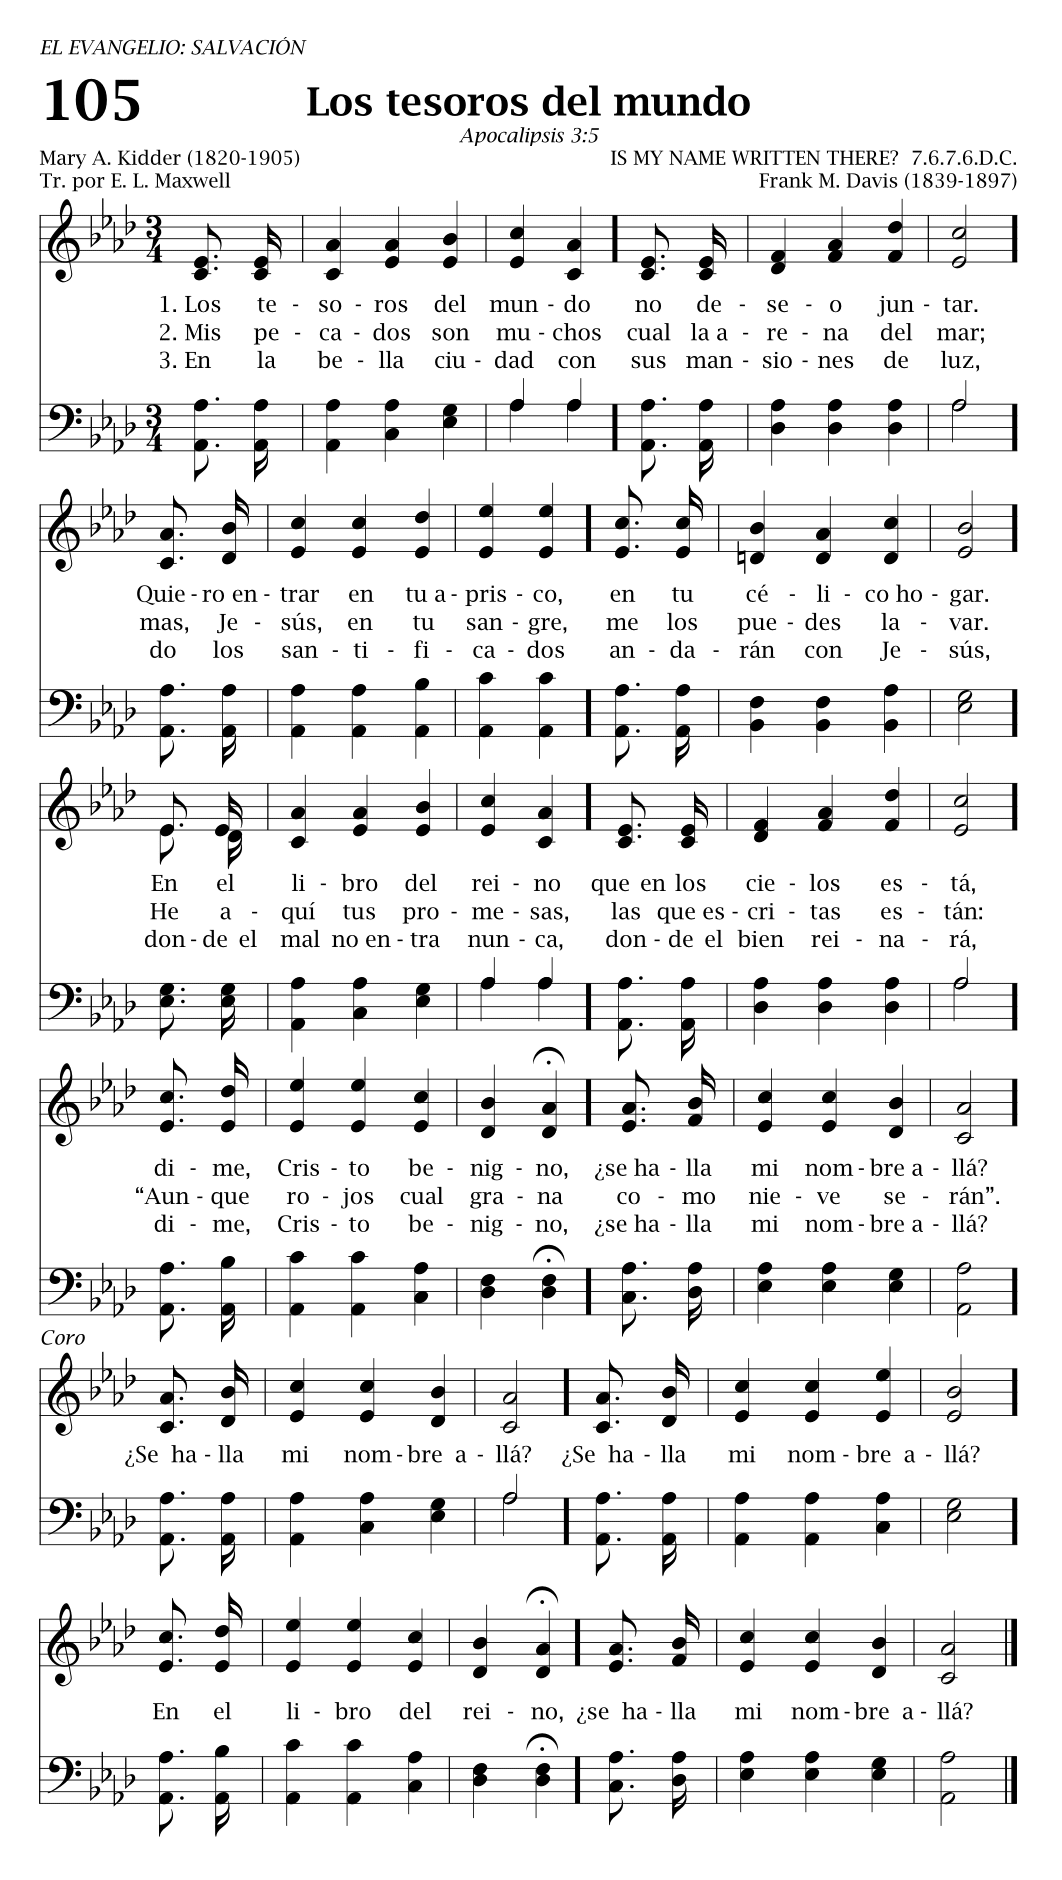 EL EVANGELIO: SALVACIÓN
105
Los tesoros del mundo
Apocalipsis 3:5
Mary A. Kidder (1820-1905)
IS MY NAME WRITTEN THERE? 7.6.7.6.D.C.
Tr. por E. L. Maxwell
Frank M. Davis (1839-1897)
3 4
1. Los te - so - ros del mun - do no de - se - o jun - tar.
2. Mis pe - ca - dos son mu - chos cual la a - re - na del mar;
3. En la be - lla ciu - dad con sus man - sio - nes de luz,
3 4
Quie - ro en - trar en tu a - pris - co, en tu cé - li - co ho - gar.
mas, Je - sús, en tu san - gre, me los pue - des la - var.
do los san - ti - fi - ca - dos an - da - rán con Je - sús,
En el li - bro del rei - no que en los cie - los es - tá,
He a - quí tus pro - me - sas, las que es - cri - tas es - tán:
don - de el mal no en - tra nun - ca, don - de el bien rei - na - rá,
di - me, Cris - to be - nig - no, ¿se ha - lla mi nom - bre a - llá?
“Aun - que ro - jos cual gra - na co - mo nie - ve se - rán”.
di - me, Cris - to be - nig - no, ¿se ha - lla mi nom - bre a - llá?
Coro
¿Se ha - lla mi nom - bre a - llá? ¿Se ha - lla mi nom - bre a - llá?
En el li - bro del rei - no, ¿se ha - lla mi nom - bre a - llá?